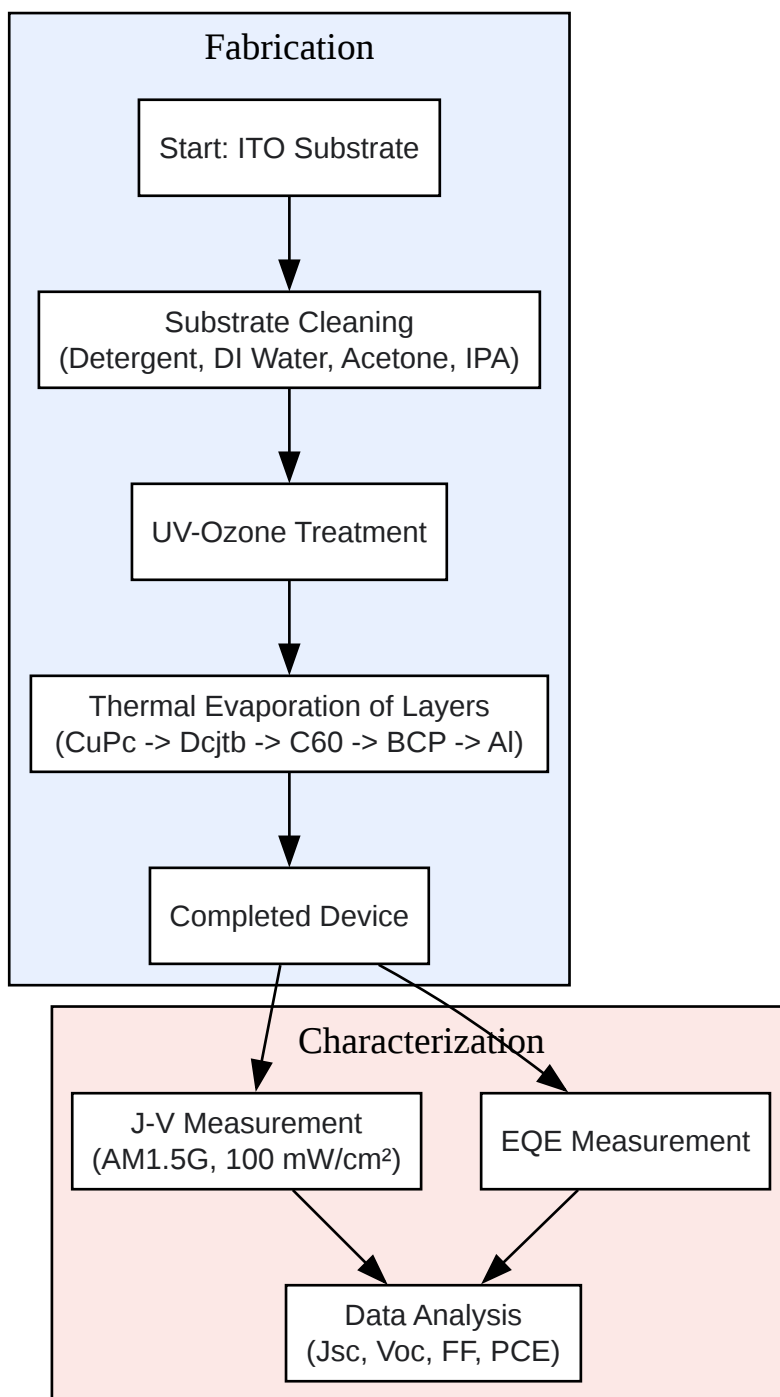 Fabrication
Start: ITO Substrate
Substrate Cleaning
(Detergent, DI Water, Acetone, IPA)
UV-Ozone Treatment
Thermal Evaporation of Layers
(CuPc -> Dcjtb -> C60 -> BCP -> Al)
Completed Device
Characterization
J-V Measurement
(AM1.5G, 100 mW/cm²)
EQE Measurement
Data Analysis
(Jsc, Voc, FF, PCE)